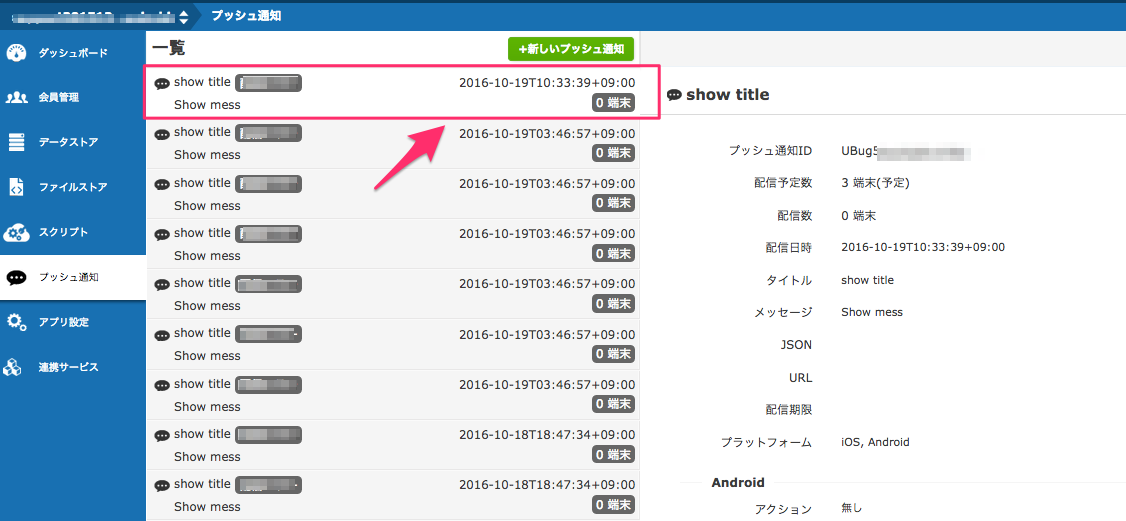 プッシュ通知
ダッシュボード
会員管理
データストア
ファイルストア
スクリプト
プッシュ通知
アプリ設定
連携サービス
一覧
+新しいプッシュ通知
show title
2016-10-19T10:33:39+09:00
Show mess
0 端末
show title
2016-10-19T03:46:57+09:00
Show mess
0 端末
show title
2016-10-19T03:46:57+09:00
Show mess
0 端末
show title
2016-10-19T03:46:57+09:00
Show mess
0 端末
show title
2016-10-19T03:46:57+09:00
Show mess
0 端末
show title
2016-10-19T03:46:57+09:00
Show mess
0 端末
show title
2016-10-19T03:46:57+09:00
Show mess
0 端末
show title
2016-10-18T18:47:34+09:00
Show mess
0 端末
show title
2016-10-18T18:47:34+09:00
Show mess
0 端末
show title
プッシュ通知ID UBug5
配信予定数 3 端末(予定)
配信数 0 端末
配信日時 2016-10-19T10:33:39+09:00
タイトル show title
メッセージ Show mess
JSON
URL
配信期限
プラットフォーム iOS, Android
Android
アクション 無し